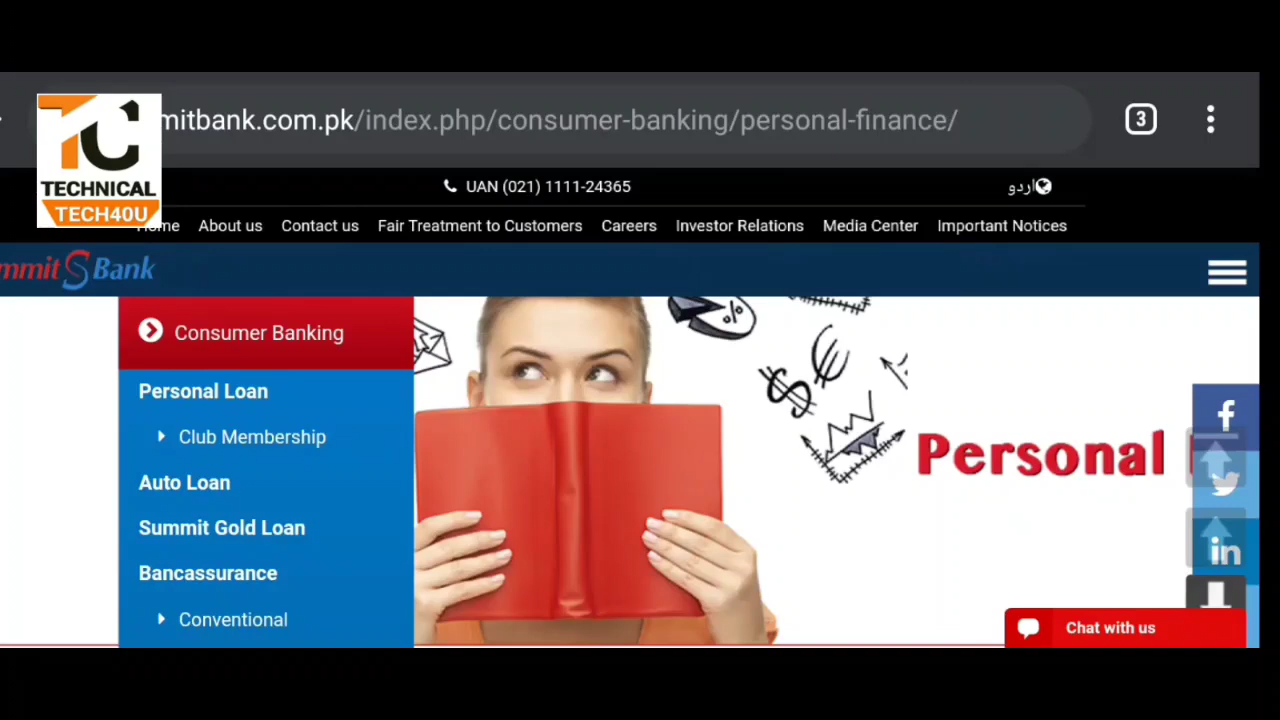 mitbank.com.pk/index.php/consumer-banking/personal-finance/
3
TC
TECHNICAL
TECH40U
UAN (021) 1111-24365
اردو
Home About us Contact us Fair Treatment to Customers Careers Investor Relations Media Center Important Notices
mmit S Bank
Consumer Banking
Personal Loan
Club Membership
Auto Loan
Summit Gold Loan
Bancassurance
Conventional
%
$ €
Personal
f
in
Chat with us